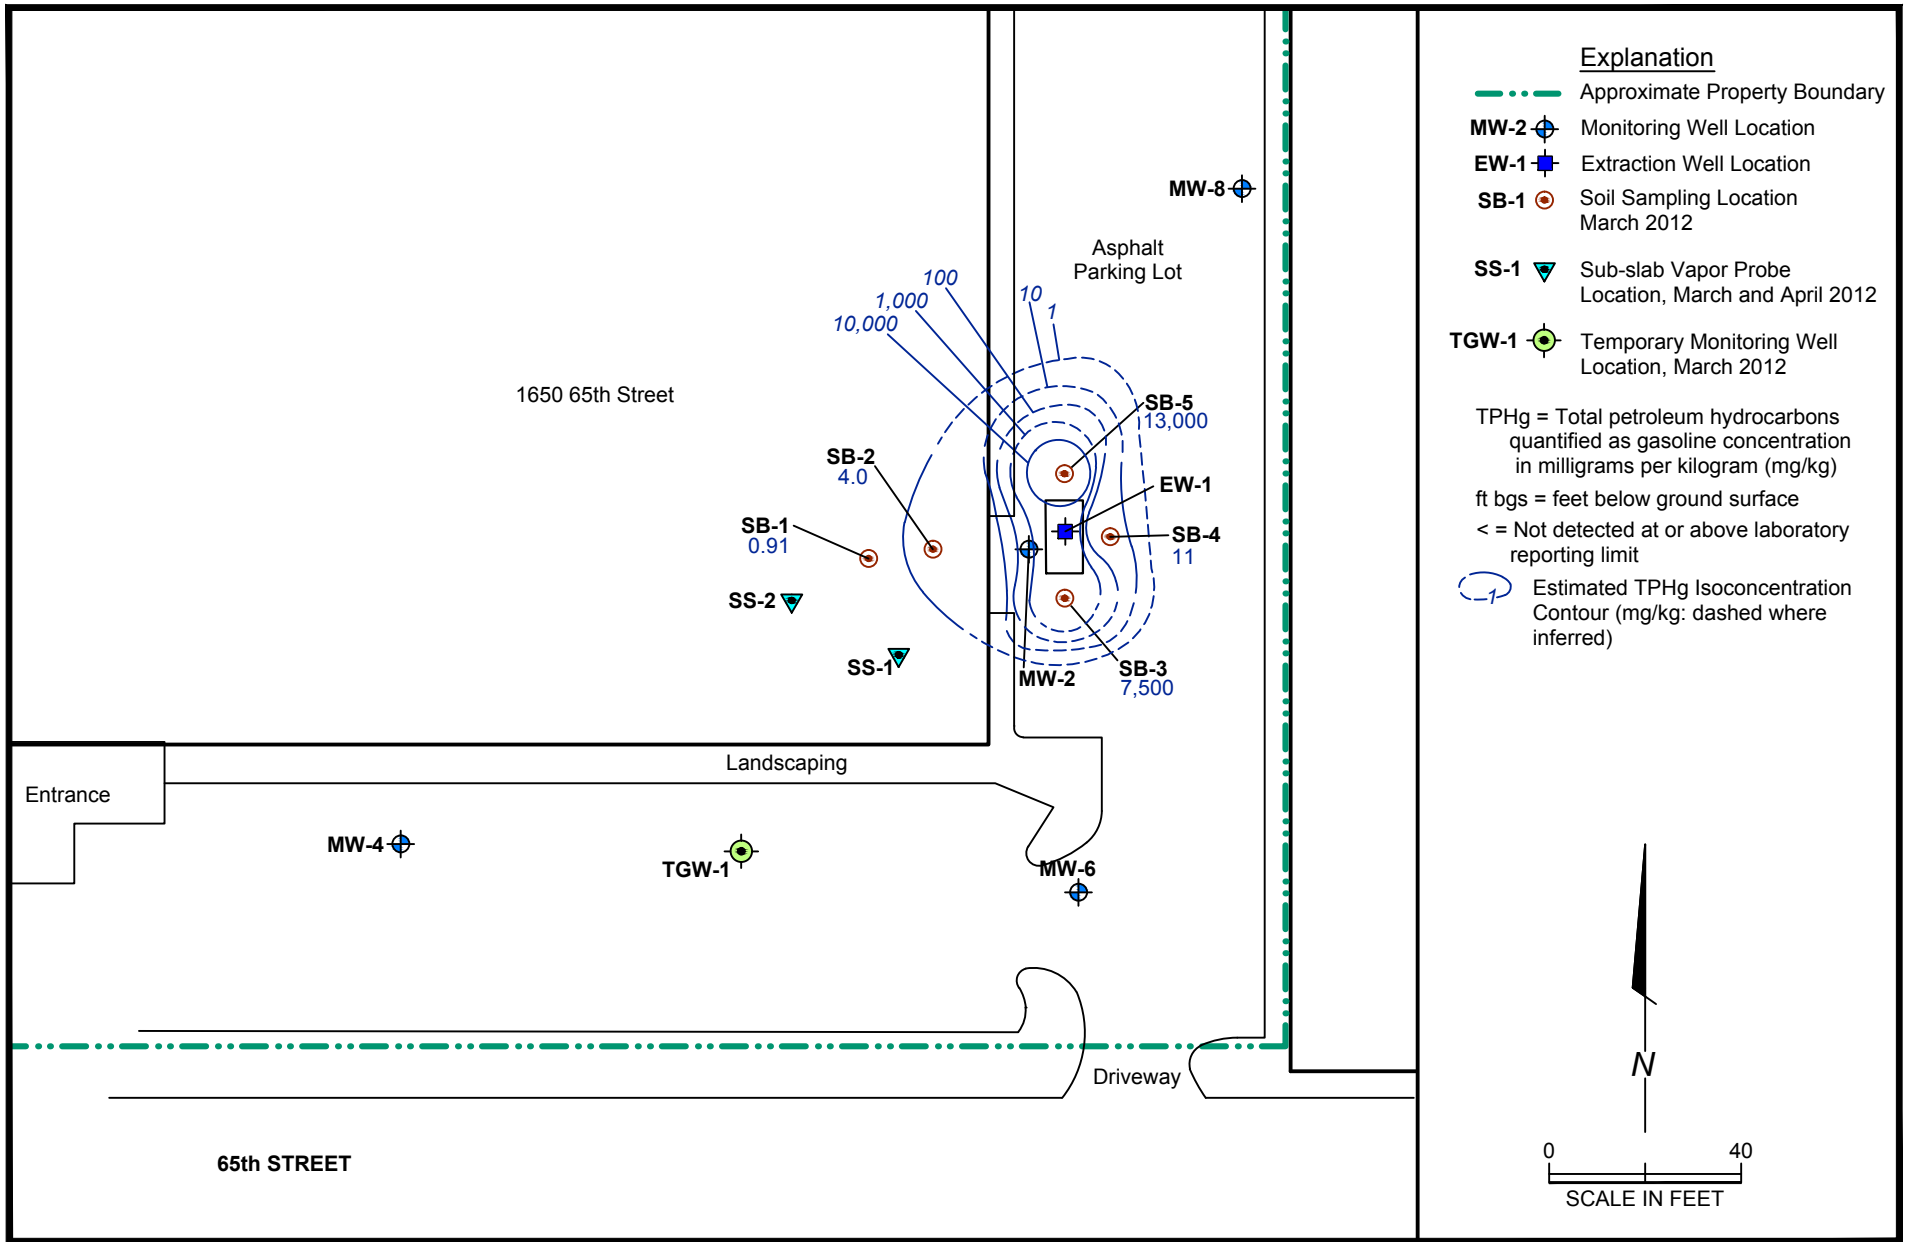 Explanation
Approximate Property Boundary
MW-2 Monitoring Well Location
EW-1 Extraction Well Location
SB-1 Soil Sampling Location
March 2012
SS-1 Sub-slab Vapor Probe
Location, March and April 2012
TGW-1 Temporary Monitoring Well
Location, March 2012
TPHg = Total petroleum hydrocarbons
quantified as gasoline concentration
in milligrams per kilogram (mg/kg)
ft bgs = feet below ground surface
< = Not detected at or above laboratory
reporting limit
1 Estimated TPHg Isoconcentration
Contour (mg/kg: dashed where
inferred)
MW-8
Asphalt
Parking Lot
100
1,000
10,000
10
1
1650 65th Street
SB-5
13,000
SB-2
4.0
EW-1
SB-1
0.91
SB-4
11
SS-2
SS-1
MW-2
SB-3
7,500
Landscaping
Entrance
MW-4
TGW-1
MW-6
Driveway
65th STREET
N
0 40
SCALE IN FEET